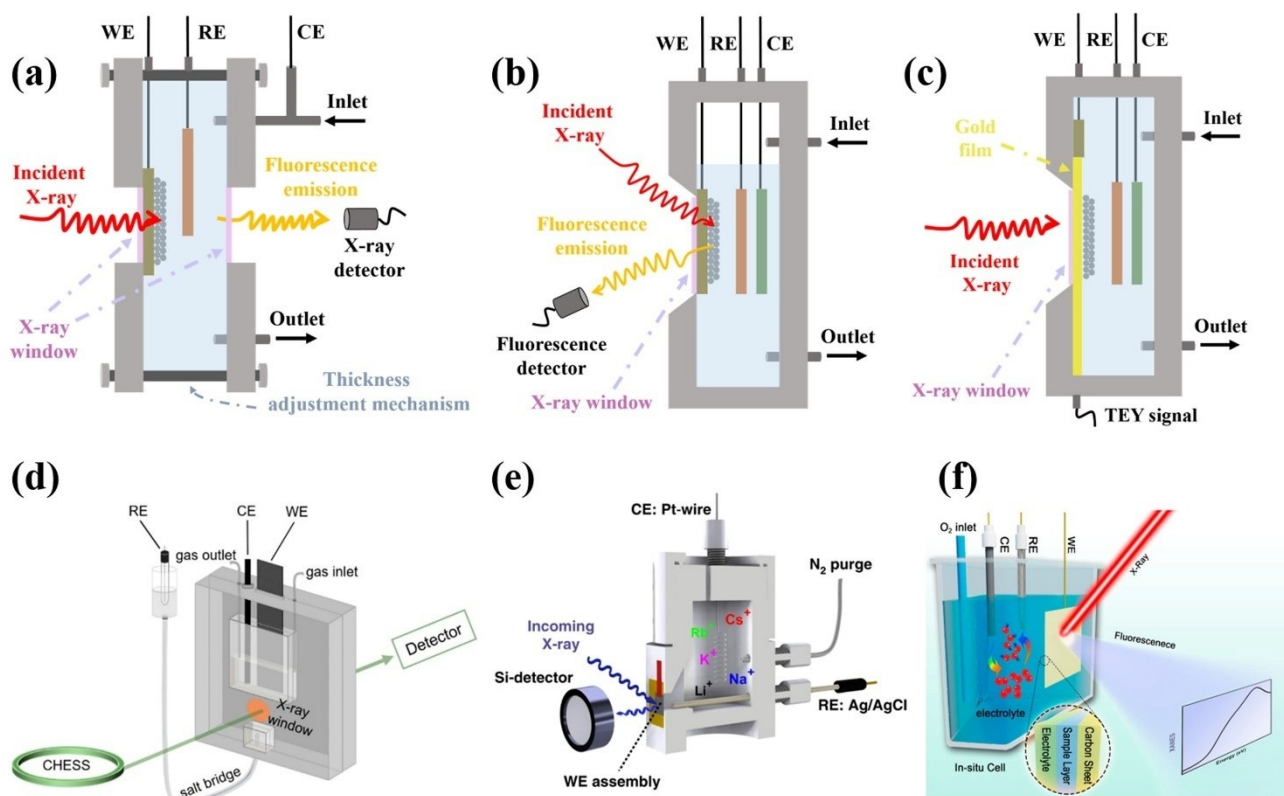 (a)
WE
RE
CE
Inlet
Incident
X-ray
Fluorescence
emission
X-ray
detector
X-ray
window
Outlet
Thickness
adjustment mechanism
(b)
WE
RE
CE
Incident
X-ray
Inlet
Fluorescence
emission
Fluorescence
detector
Outlet
X-ray window
(c)
WE
RE
CE
Gold
film
Inlet
Incident
X-ray
Outlet
X-ray window
TEY signal
(d)
RE
CE
WE
gas outlet
gas inlet
Detector
X-ray
window
CHESS
salt bridge
(e)
CE: Pt-wire
N2 purge
Incoming
X-ray
Si-detector
Rb+
Cs+
K+
Li+
Na+
RE: Ag/AgCl
WE assembly
(f)
O2 inlet
CE
RE
WE
X-Ray
Fluorescenece
electrolyte
In-situ Cell
Electrolyte
Sample Layer
Carbon Sheet
XANES
Energy (eV)